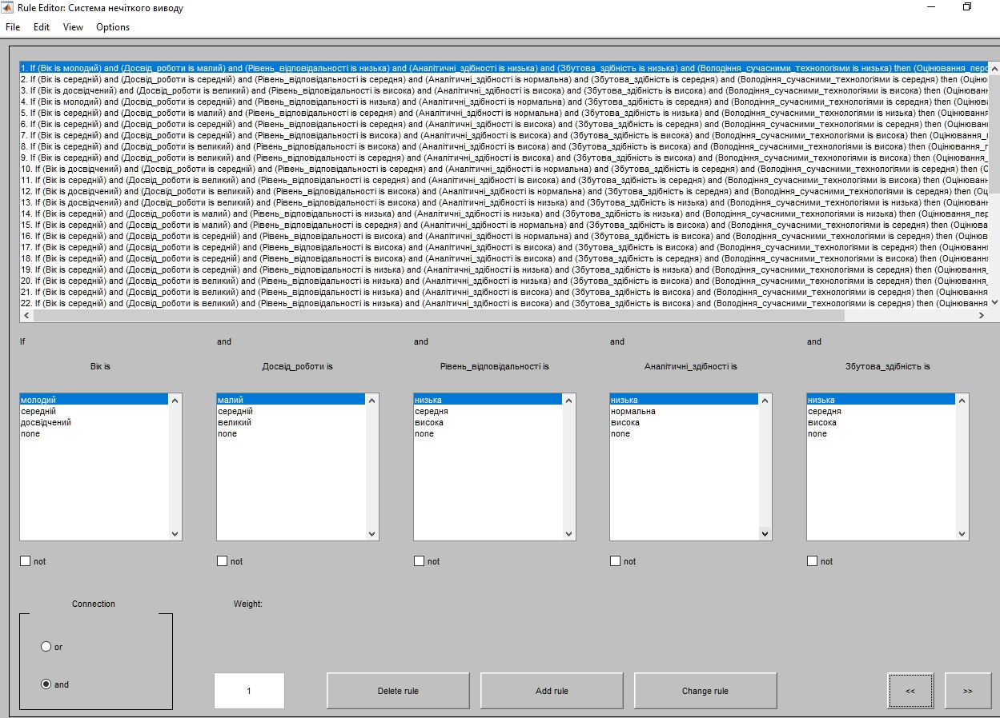 Rule Editor: Система нечіткого виводу
File Edit View Options
1. If (Вік is молодий) and (Досвід_роботи is малий) and (Рівень_відповідальності is низька) and (Аналітичні_здібності is низька) and (Збутова_здібність is низька) and (Володіння_сучасними_технологіями is низька) then (Оцінювання_перс
2. If (Вік is середній) and (Досвід_роботи is середній) and (Рівень_відповідальності is середня) and (Аналітичні_здібності is нормальна) and (Збутова_здібність is середня) and (Володіння_сучасними_технологіями is середня) then (Оціню
3. If (Вік is досвідчений) and (Досвід_роботи is великий) and (Рівень_відповідальності is висока) and (Аналітичні_здібності is висока) and (Збутова_здібність is висока) and (Володіння_сучасними_технологіями is висока) then (Оцінюванн
4. If (Вік is молодий) and (Досвід_роботи is середній) and (Рівень_відповідальності is низька) and (Аналітичні_здібності is нормальна) and (Збутова_здібність is середня) and (Володіння_сучасними_технологіями is середня) then (Оцінюва
5. If (Вік is середній) and (Досвід_роботи is малий) and (Рівень_відповідальності is середня) and (Аналітичні_здібності is нормальна) and (Збутова_здібність is низька) and (Володіння_сучасними_технологіями is низька) then (Оцінюванн
6. If (Вік is середній) and (Досвід_роботи is середній) and (Рівень_відповідальності is середня) and (Аналітичні_здібності is висока) and (Збутова_здібність is середня) and (Володіння_сучасними_технологіями is середня) then (Оцінюван
7. If (Вік is середній) and (Досвід_роботи is середній) and (Рівень_відповідальності is висока) and (Аналітичні_здібності is висока) and (Збутова_здібність is висока) and (Володіння_сучасними_технологіями is висока) then (Оцінювання_п
8. If (Вік is середній) and (Досвід_роботи is великий) and (Рівень_відповідальності is висока) and (Аналітичні_здібності is висока) and (Збутова_здібність is висока) and (Володіння_сучасними_технологіями is висока) then (Оцінювання_п
9. If (Вік is середній) and (Досвід_роботи is великий) and (Рівень_відповідальності is середня) and (Аналітичні_здібності is висока) and (Збутова_здібність is висока) and (Володіння_сучасними_технологіями is висока) then (Оцінювання_
10. If (Вік is досвідчений) and (Досвід_роботи is середній) and (Рівень_відповідальності is середня) and (Аналітичні_здібності is нормальна) and (Збутова_здібність is середня) and (Володіння_сучасними_технологіями is середня) then (О
11. If (Вік is середній) and (Досвід_роботи is великий) and (Рівень_відповідальності is середня) and (Аналітичні_здібності is висока) and (Збутова_здібність is середня) and (Володіння_сучасними_технологіями is висока) then (Оцінюванн
12. If (Вік is досвідчений) and (Досвід_роботи is великий) and (Рівень_відповідальності is висока) and (Аналітичні_здібності is нормальна) and (Збутова_здібність is середня) and (Володіння_сучасними_технологіями is середня) then (Оц
13. If (Вік is досвідчений) and (Досвід_роботи is великий) and (Рівень_відповідальності is висока) and (Аналітичні_здібності is низька) and (Збутова_здібність is низька) and (Володіння_сучасними_технологіями is низька) then (Оцінюван
14. If (Вік is середній) and (Досвід_роботи is малий) and (Рівень_відповідальності is низька) and (Аналітичні_здібності is низька) and (Збутова_здібність is низька) and (Володіння_сучасними_технологіями is низька) then (Оцінювання_пер
15. If (Вік is середній) and (Досвід_роботи is малий) and (Рівень_відповідальності is середня) and (Аналітичні_здібності is нормальна) and (Збутова_здібність is висока) and (Володіння_сучасними_технологіями is середня) then (Оцінюва
16. If (Вік is середній) and (Досвід_роботи is середній) and (Рівень_відповідальності is висока) and (Аналітичні_здібності is нормальна) and (Збутова_здібність is висока) and (Володіння_сучасними_технологіями is середня) then (Оцінюв
17. If (Вік is середній) and (Досвід_роботи is середній) and (Рівень_відповідальності is висока) and (Аналітичні_здібності is висока) and (Збутова_здібність is висока) and (Володіння_сучасними_технологіями is середня) then (Оцінюванн
18. If (Вік is середній) and (Досвід_роботи is середній) and (Рівень_відповідальності is висока) and (Аналітичні_здібності is висока) and (Збутова_здібність is середня) and (Володіння_сучасними_технологіями is висока) then (Оцінюванн
19. If (Вік is середній) and (Досвід_роботи is середній) and (Рівень_відповідальності is висока) and (Аналітичні_здібності is низька) and (Збутова_здібність is низька) and (Володіння_сучасними_технологіями is середня) then (Оцінюванн
20. If (Вік is середній) and (Досвід_роботи is великий) and (Рівень_відповідальності is низька) and (Аналітичні_здібності is низька) and (Збутова_здібність is висока) and (Володіння_сучасними_технологіями is середня) then (Оцінювання
21. If (Вік is середній) and (Досвід_роботи is великий) and (Рівень_відповідальності is висока) and (Аналітичні_здібності is низька) and (Збутова_здібність is низька) and (Володіння_сучасними_технологіями is висока) then (Оцінювання_
22. If (Вік is середній) and (Досвід_роботи is великий) and (Рівень_відповідальності is низька) and (Аналітичні_здібності is висока) and (Збутова_здібність is висока) and (Володіння_сучасними_технологіями is середня) then (Оцінювання
If and and and and
Вік is Досвід_роботи is Рівень_відповідальності is Аналітичні_здібності is Збутова_здібність is
молодий малий низька низька низька
середній середній середня нормальна середня
досвідчений великий висока висока висока
none none none none none
not not not not not
Connection Weight:
or
and 1 Delete rule Add rule Change rule << >>